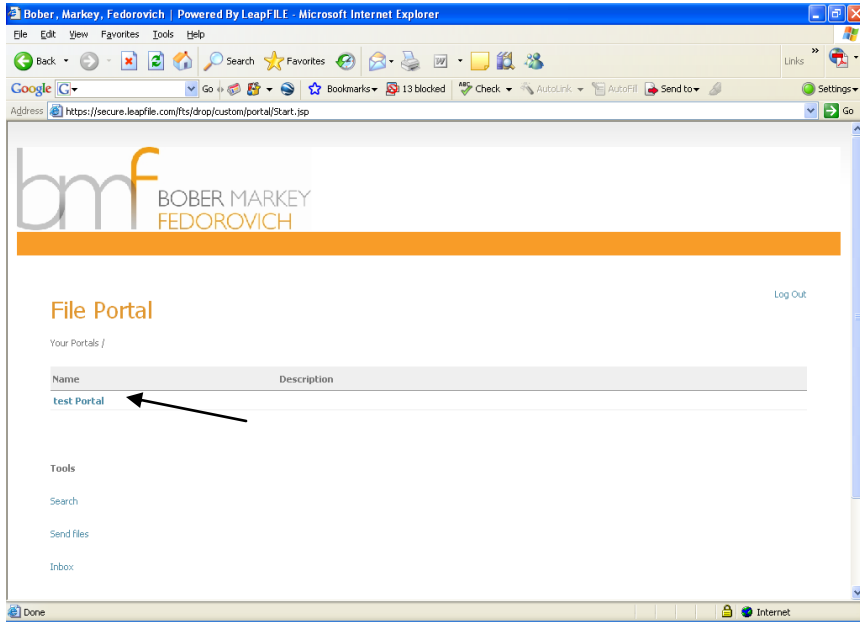 Bober, Markey, Fedorovich | Powered By LeapFILE - Microsoft Internet Explorer
File Edit View Favorites Tools Help
Back Search Favorites W Links
Google G Go Bookmarks 13 blocked ABC Check AutoLink AutoFill Send to Settings
Address https://secure.leapfile.com/fts/drop/custom/portal/Start.jsp Go
bmf BOBER MARKEY
FEDOROVICH
Log Out
File Portal
Your Portals /
Name Description
test Portal
Tools
Search
Send files
Inbox
Done Internet